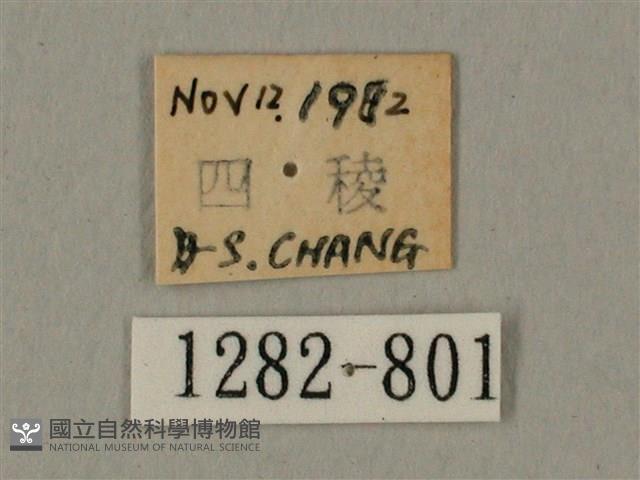 NOV 12. 1982
四 稜
S. CHANG
1282-801
國立自然科學博物館
NATIONAL MUSEUM OF NATURAL SCIENCE